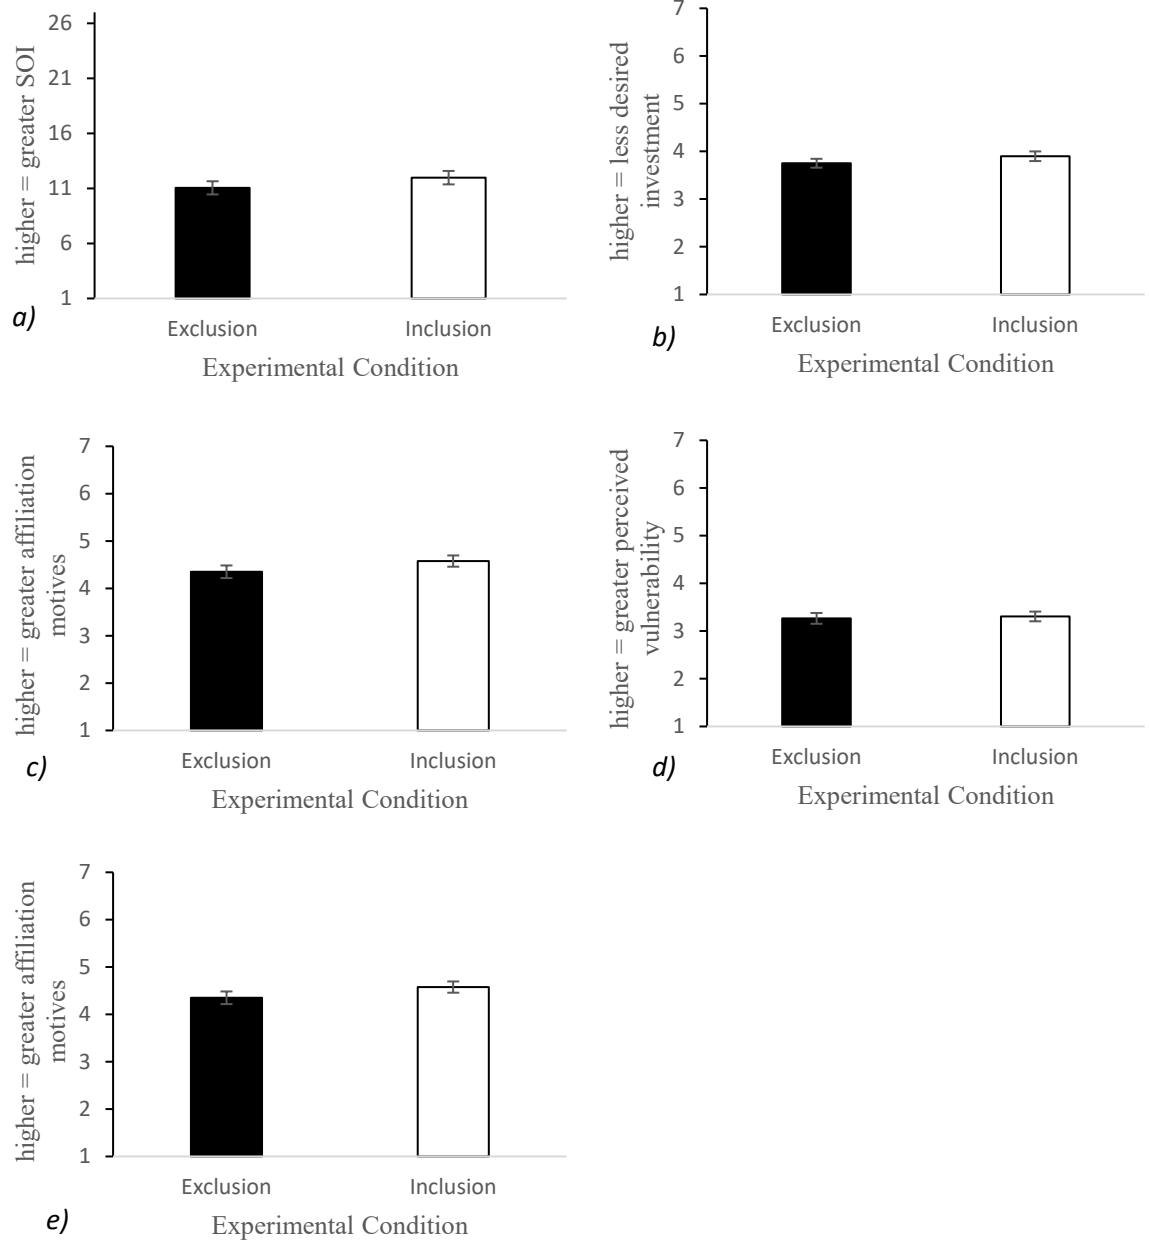 higher = greater SOI
26
21
16
11
6
1
Exclusion
Inclusion
Experimental Condition
a)
higher = less desired
investment
7
6
5
4
3
2
1
Exclusion
Inclusion
Experimental Condition
b)
higher = greater affiliation
motives
7
6
5
4
3
2
1
Exclusion
Inclusion
Experimental Condition
c)
higher = greater perceived
vulnerability
7
6
5
4
3
2
1
Exclusion
Inclusion
Experimental Condition
d)
higher = greater affiliation
motives
7
6
5
4
3
2
1
Exclusion
Inclusion
Experimental Condition
e)